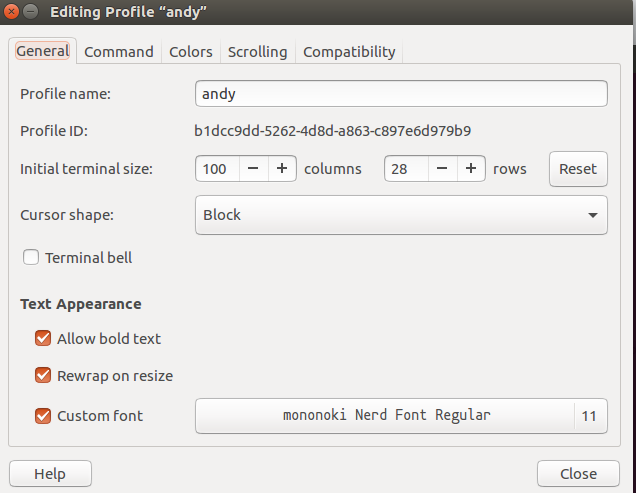 Editing Profile “andy”
General Command Colors Scrolling Compatibility
Profile name: andy
Profile ID: b1dcc9dd-5262-4d8d-a863-c897e6d979b9
Initial terminal size: 100 − + columns 28 − + rows Reset
Cursor shape: Block
Terminal bell
Text Appearance
Allow bold text
Rewrap on resize
Custom font mononoki Nerd Font Regular 11
Help Close